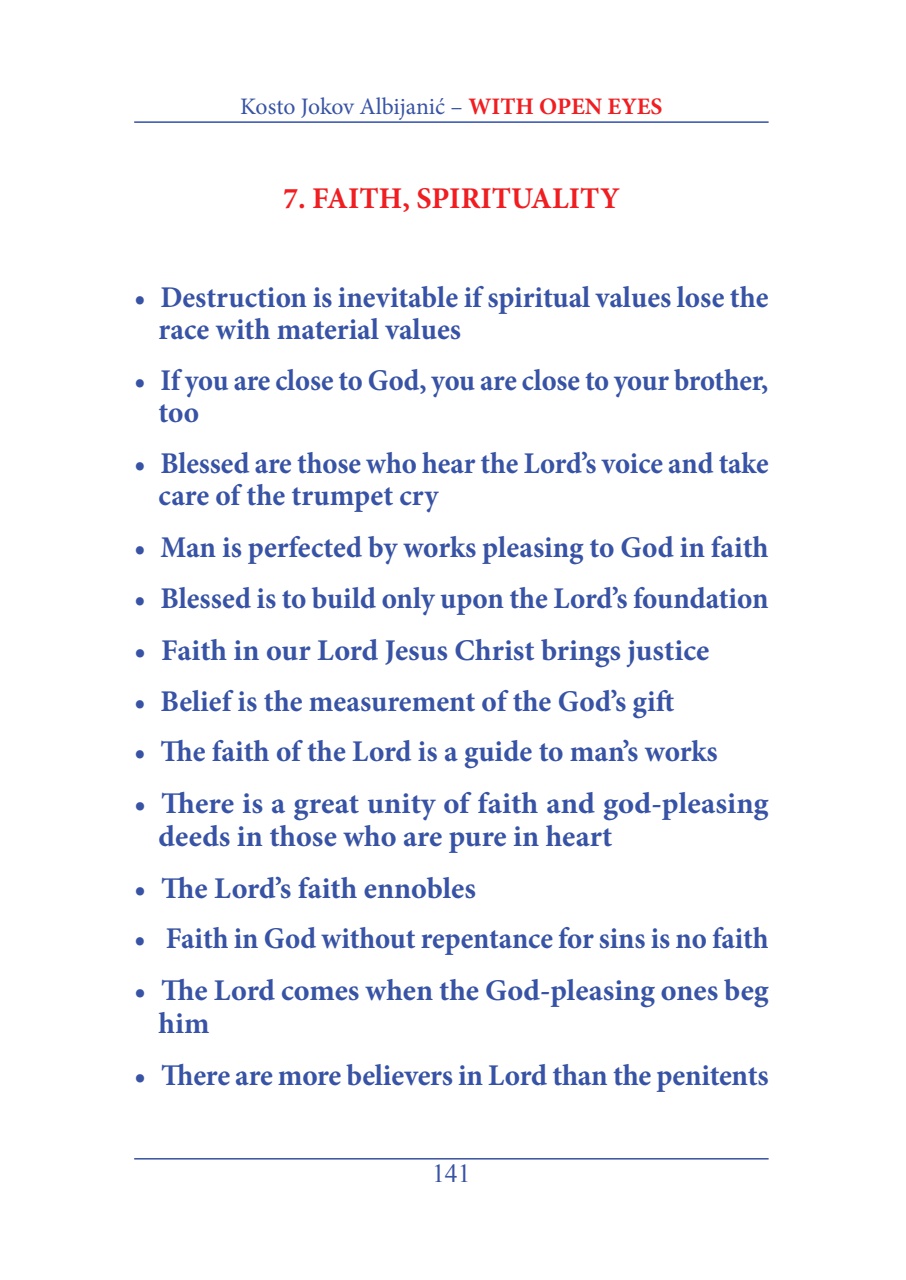 Kosto Jokov Albijanić – WITH OPEN EYES
7. FAITH, SPIRITUALITY
• Destruction is inevitable if spiritual values lose the
race with material values
• If you are close to God, you are close to your brother,
too
• Blessed are those who hear the Lord’s voice and take
care of the trumpet cry
• Man is perfected by works pleasing to God in faith
• Blessed is to build only upon the Lord’s foundation
• Faith in our Lord Jesus Christ brings justice
• Belief is the measurement of the God’s gift
• The faith of the Lord is a guide to man’s works
• There is a great unity of faith and god-pleasing
deeds in those who are pure in heart
• The Lord’s faith ennobles
• Faith in God without repentance for sins is no faith
• The Lord comes when the God-pleasing ones beg
him
• There are more believers in Lord than the penitents
141